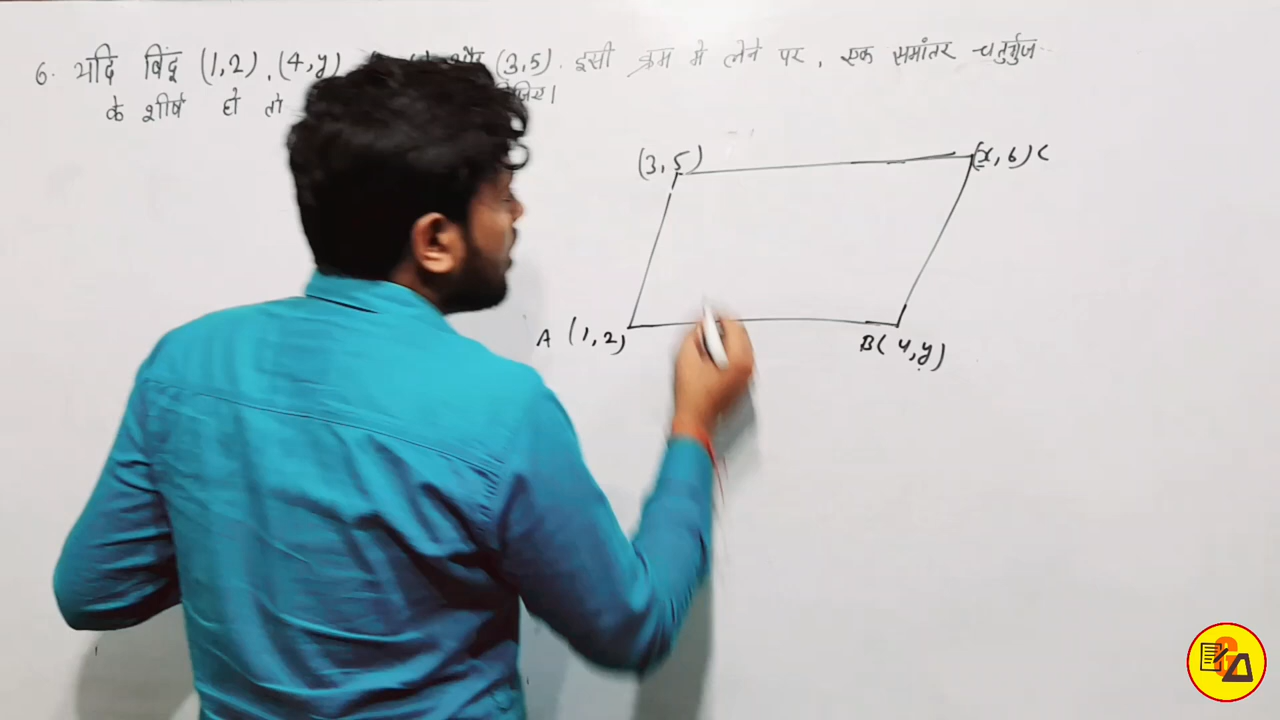 6. यदि बिंदु (1,2), (4,y) (3,5). इसी क्रम में लेने पर, एक समांतर चतुर्भुज
के शीर्ष हो तो
(3,5) (x,6) C
A (1,2) B(4,y)